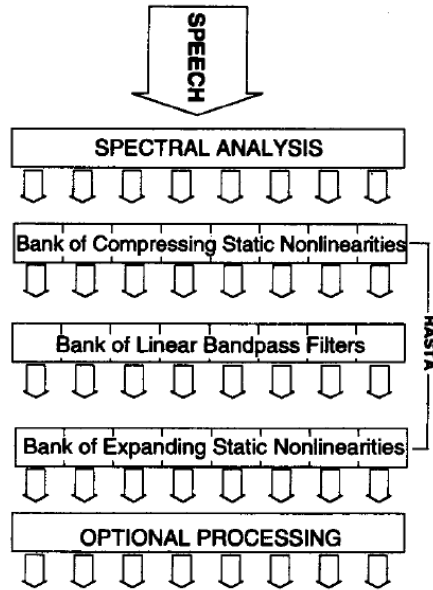 SPEECH
SPECTRAL ANALYSIS
Bank of Compressing Static Nonlinearities
Bank of Linear Bandpass Filters
RASTA
Bank of Expanding Static Nonlinearities
OPTIONAL PROCESSING